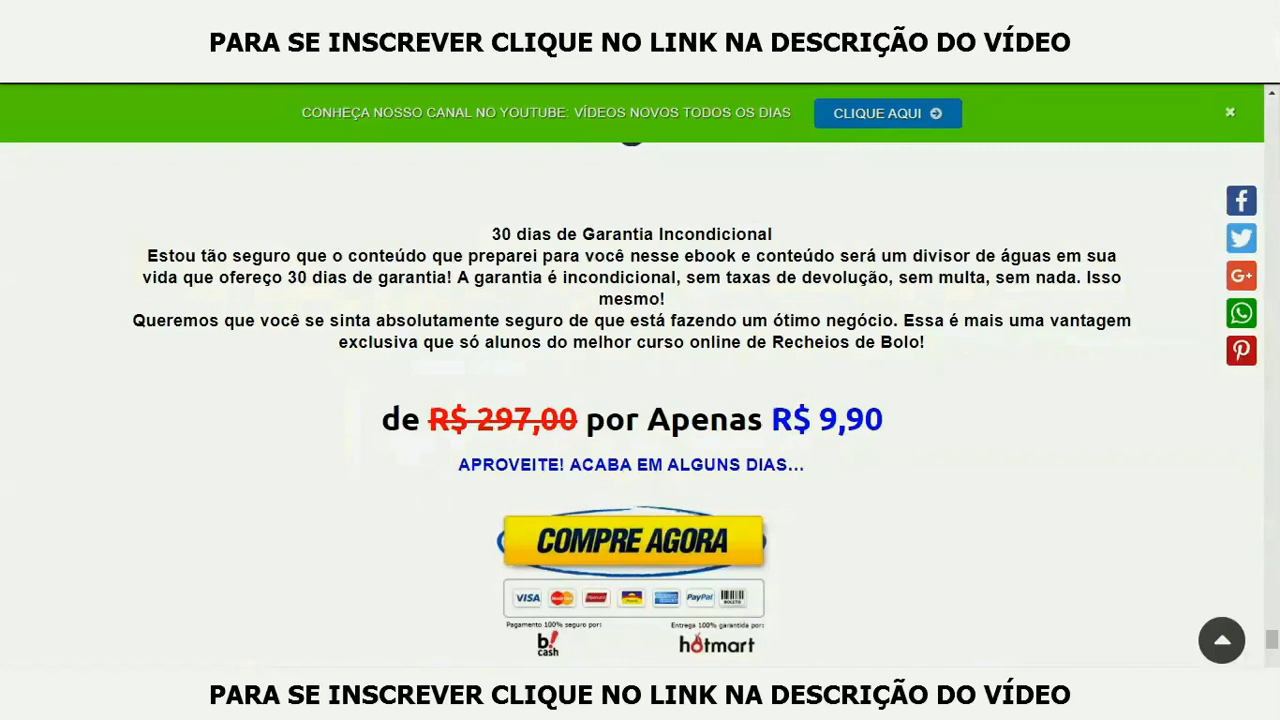 PARA SE INSCREVER CLIQUE NO LINK NA DESCRIÇÃO DO VÍDEO
CONHEÇA NOSSO CANAL NO YOUTUBE: VÍDEOS NOVOS TODOS OS DIAS
CLIQUE AQUI
30 dias de Garantia Incondicional
Estou tão seguro que o conteúdo que preparei para você nesse ebook e conteúdo será um divisor de águas em sua
vida que ofereço 30 dias de garantia! A garantia é incondicional, sem taxas de devolução, sem multa, sem nada. Isso
mesmo!
Queremos que você se sinta absolutamente seguro de que está fazendo um ótimo negócio. Essa é mais uma vantagem
exclusiva que só alunos do melhor curso online de Recheios de Bolo!
de R$ 297,00 por Apenas R$ 9,90
APROVEITE! ACABA EM ALGUNS DIAS...
COMPRE AGORA
VISA PayPal
Pagamento 100% seguro por: Entrega 100% garantida por:
b! cash hotmart
PARA SE INSCREVER CLIQUE NO LINK NA DESCRIÇÃO DO VÍDEO